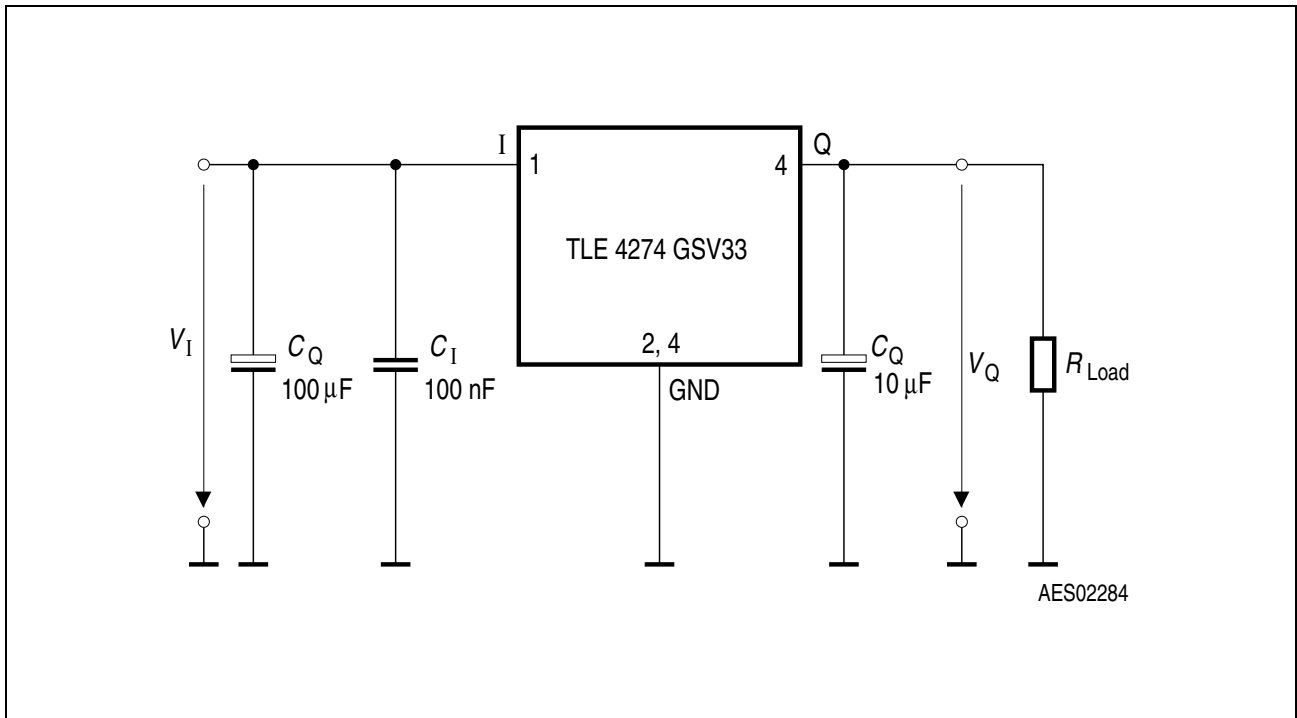 I
1
4
Q
TLE 4274 GSV33
2, 4
GND
V_I
C_Q
100 µF
C_I
100 nF
C_Q
10 µF
V_Q
R_Load
AES02284